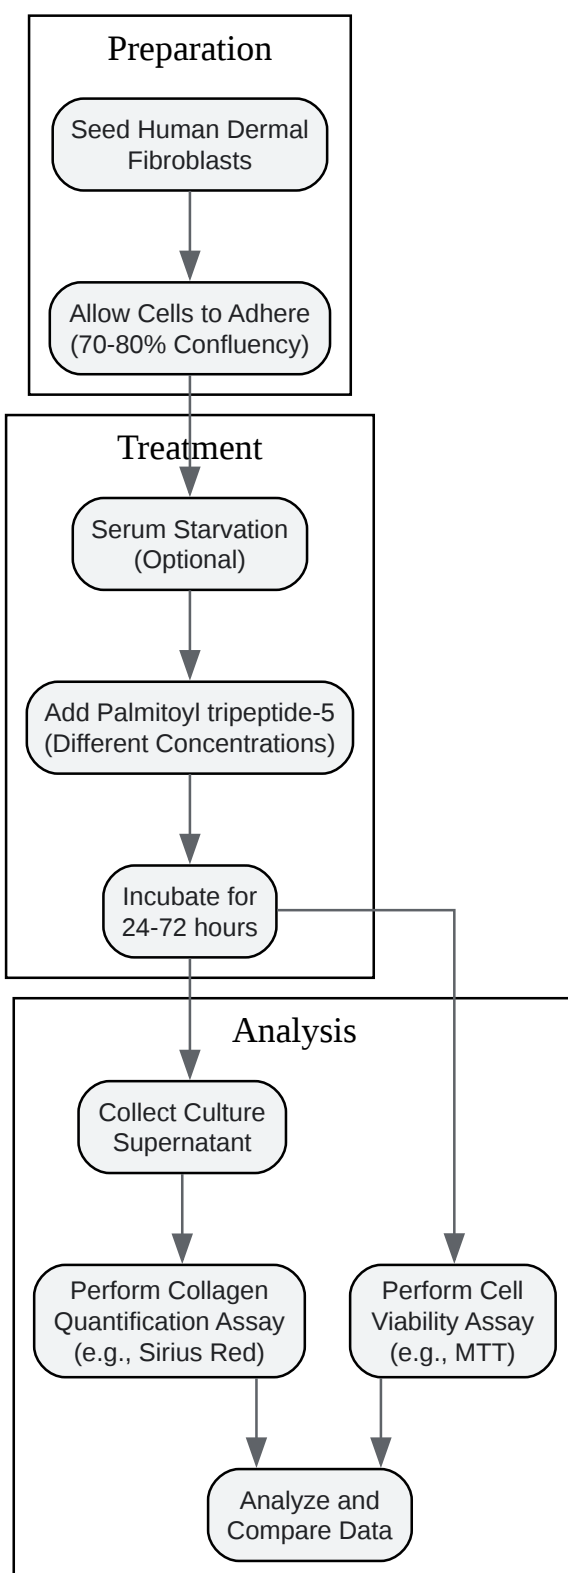 Preparation
Seed Human Dermal
Fibroblasts
Allow Cells to Adhere
(70-80% Confluency)
Treatment
Serum Starvation
(Optional)
Add Palmitoyl tripeptide-5
(Different Concentrations)
Incubate for
24-72 hours
Analysis
Collect Culture
Supernatant
Perform Collagen
Quantification Assay
(e.g., Sirius Red)
Perform Cell
Viability Assay
(e.g., MTT)
Analyze and
Compare Data